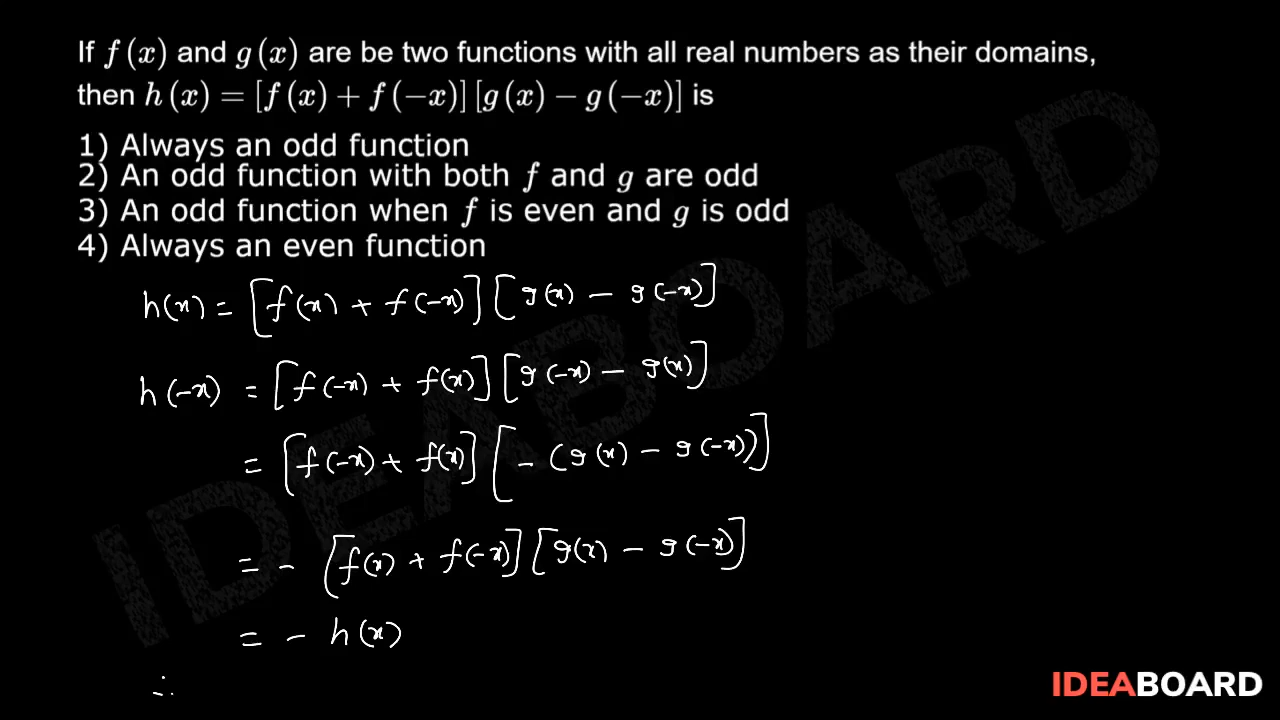 If f(x) and g(x) are be two functions with all real numbers as their domains,
then h(x) = [f(x) + f(−x)] [g(x) − g(−x)] is
1) Always an odd function
2) An odd function with both f and g are odd
3) An odd function when f is even and g is odd
4) Always an even function
h(x) = [f(x) + f(−x)] [g(x) − g(−x)]
h(−x) = [f(−x) + f(x)] [g(−x) − g(x)]
= [f(−x) + f(x)] [− (g(x) − g(−x))]
= − [f(x) + f(−x)] [g(x) − g(−x)]
= − h(x)
∴
IDEABOARD
IDEABOARD